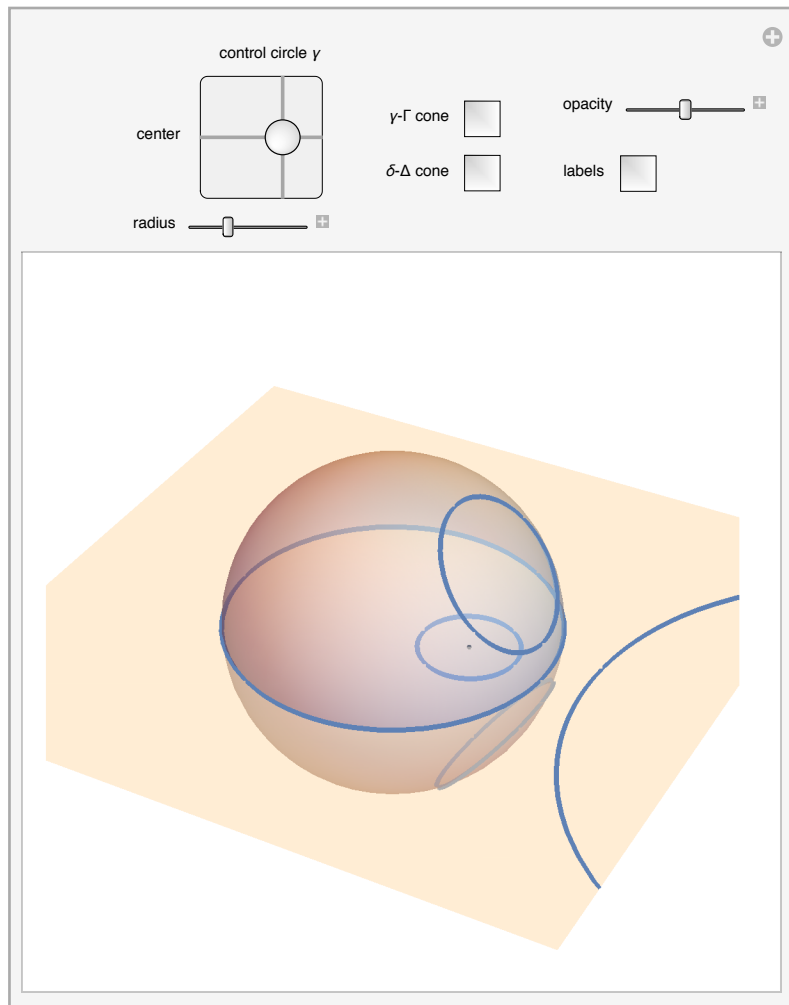 control circle γ
center
radius
γ-Γ cone
δ-Δ cone
opacity
labels